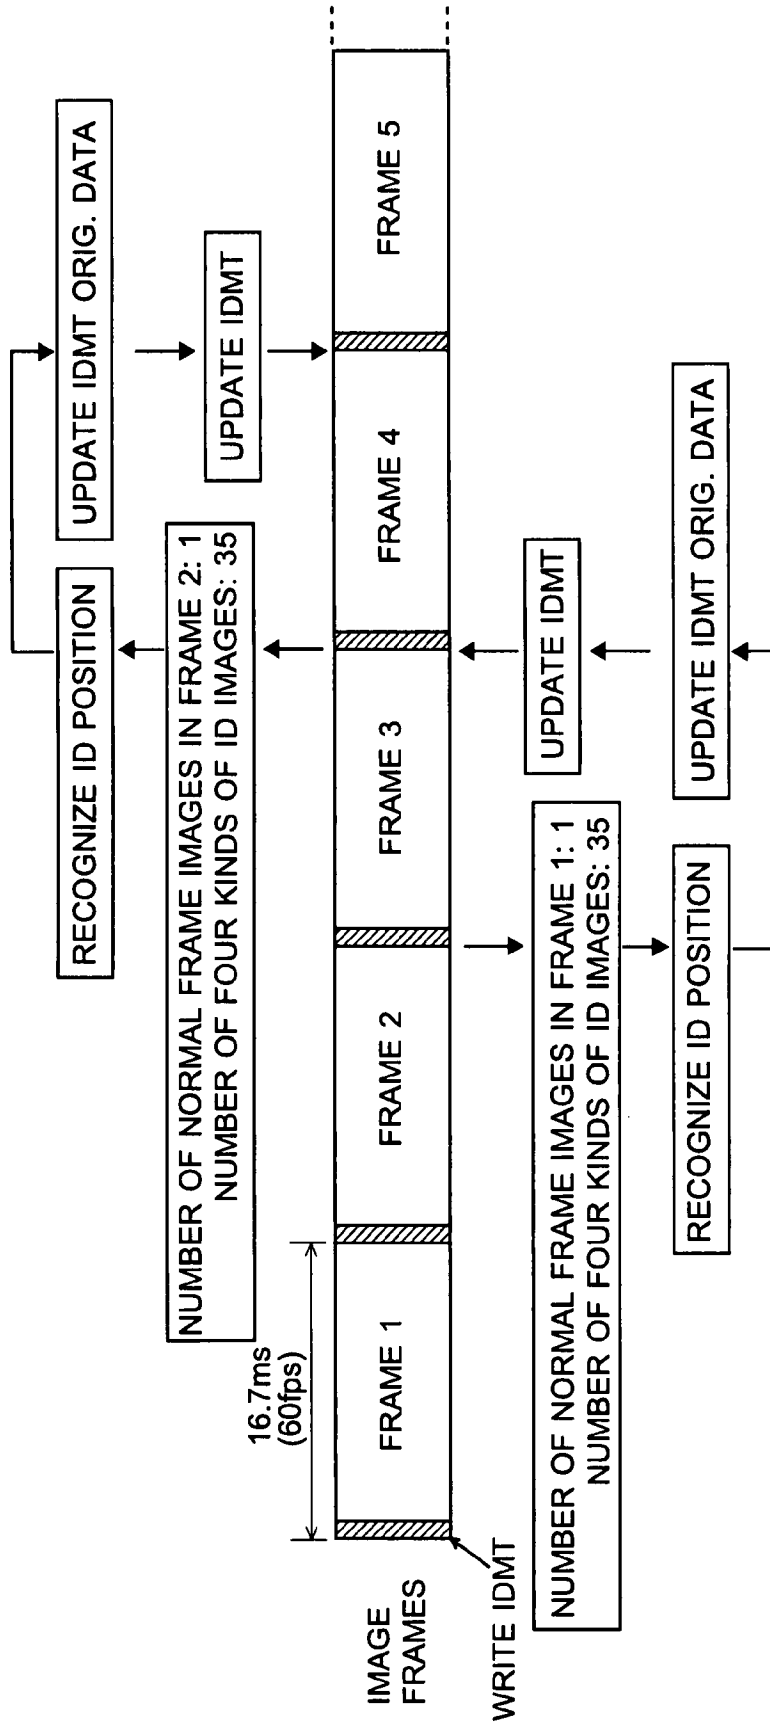 RECOGNIZE ID POSITION
UPDATE IDMT ORIG. DATA
NUMBER OF NORMAL FRAME IMAGES IN FRAME 2: 1
NUMBER OF FOUR KINDS OF ID IMAGES: 35
UPDATE IDMT
16.7ms
(60fps)
IMAGE
FRAMES
FRAME 1
FRAME 2
FRAME 3
FRAME 4
FRAME 5
WRITE IDMT
NUMBER OF NORMAL FRAME IMAGES IN FRAME 1: 1
NUMBER OF FOUR KINDS OF ID IMAGES: 35
UPDATE IDMT
RECOGNIZE ID POSITION
UPDATE IDMT ORIG. DATA